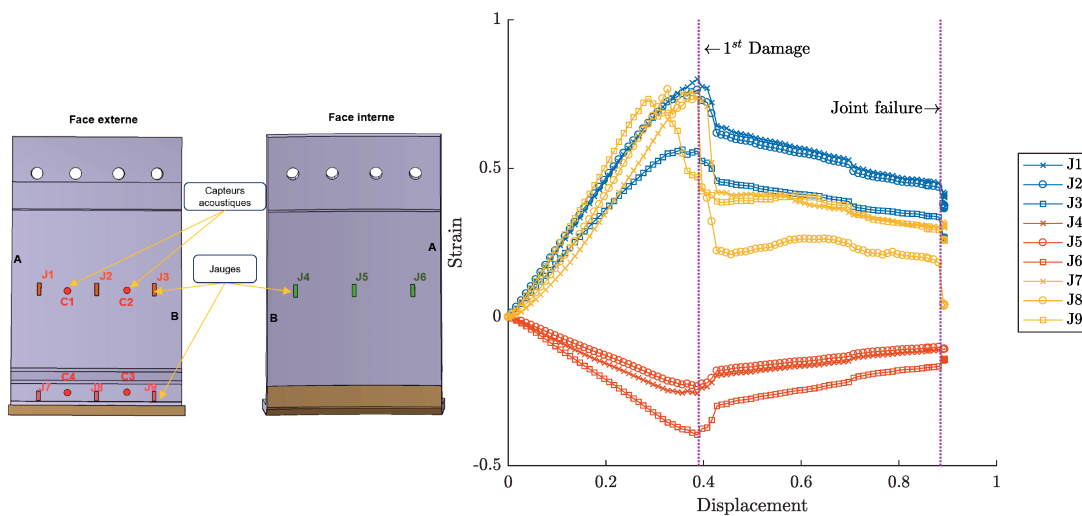 Face externe
Face interne
Capteurs
acoustiques
A
A
Jauges
J1
J2
J3
C1
C2
B
J4
J5
J6
B
C4
C3
J7
J8
J9
1
0.5
0
-0.5
Strain
0
0.2
0.4
0.6
0.8
1
Displacement
←1st Damage
Joint failure→
J1
J2
J3
J4
J5
J6
J7
J8
J9